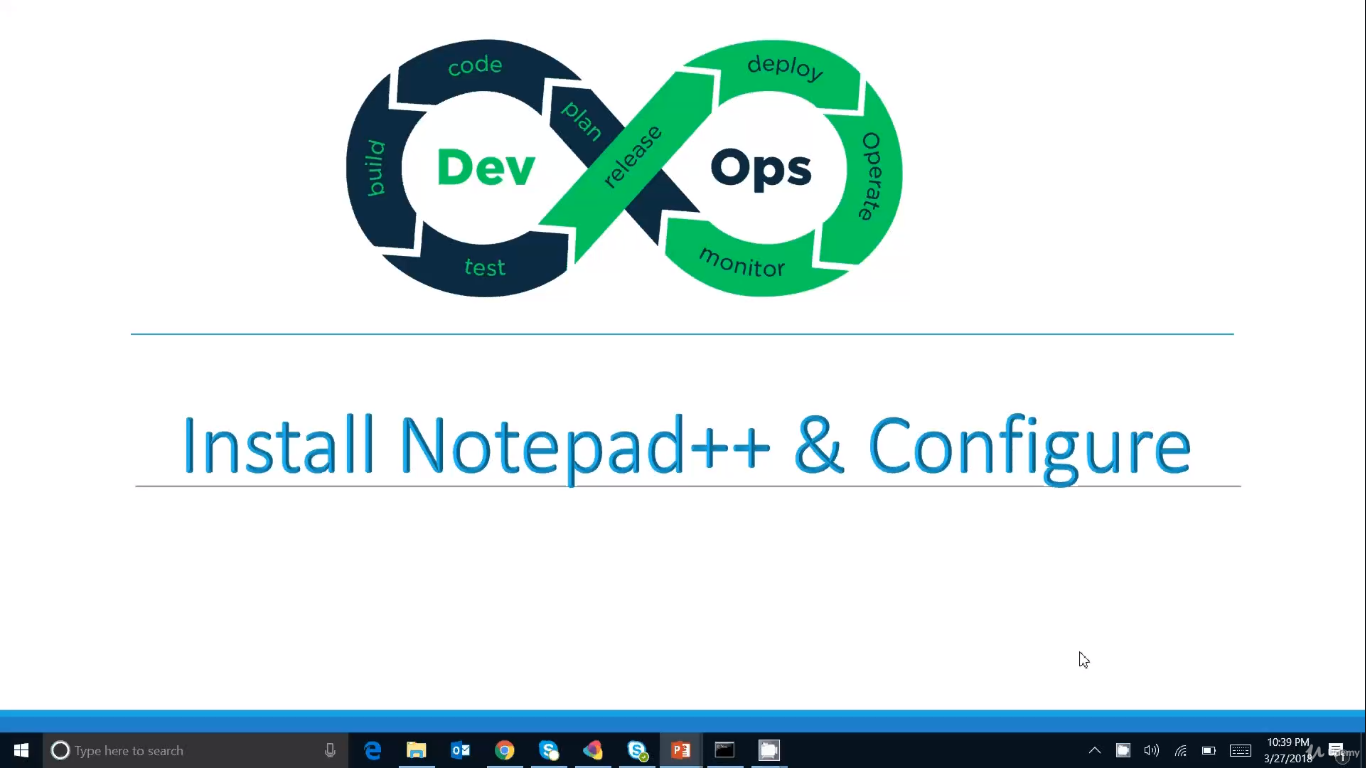 code
deploy
plan
build
Dev
release
Ops
Operate
test
monitor
Install Notepad++ & Configure
Type here to search
10:39 PM
3/27/2018